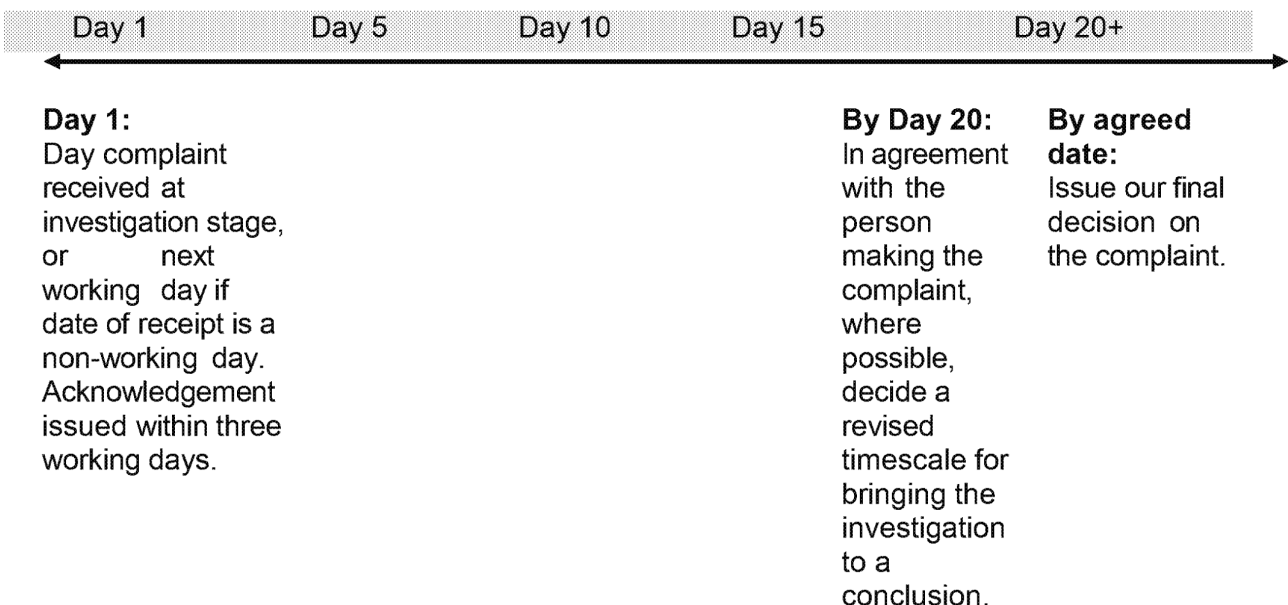 Day 1 Day 5 Day 10 Day 15 Day 20+
Day 1:
Day complaint
received at
investigation stage,
or next
working day if
date of receipt is a
non-working day.
Acknowledgement
issued within three
working days.
By Day 20:
In agreement
with the
person
making the
complaint,
where
possible,
decide a
revised
timescale for
bringing the
investigation
to a
conclusion.
By agreed
date:
Issue our final
decision on
the complaint.